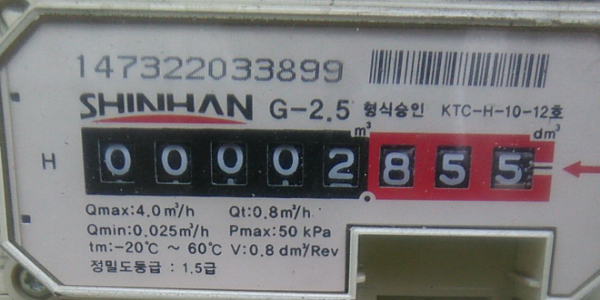 147322033899
SHINHAN G-2.5 형식승인 KTC-H-10-12호
m³ dm³
H 00002855
Qmax:4.0m³/h Qt:0.8m³/h
Qmin:0.025m³/h Pmax:50 kPa
tm:-20℃ ~ 60℃ V:0.8 dm³/Rev
정밀도등급 : 1.5급